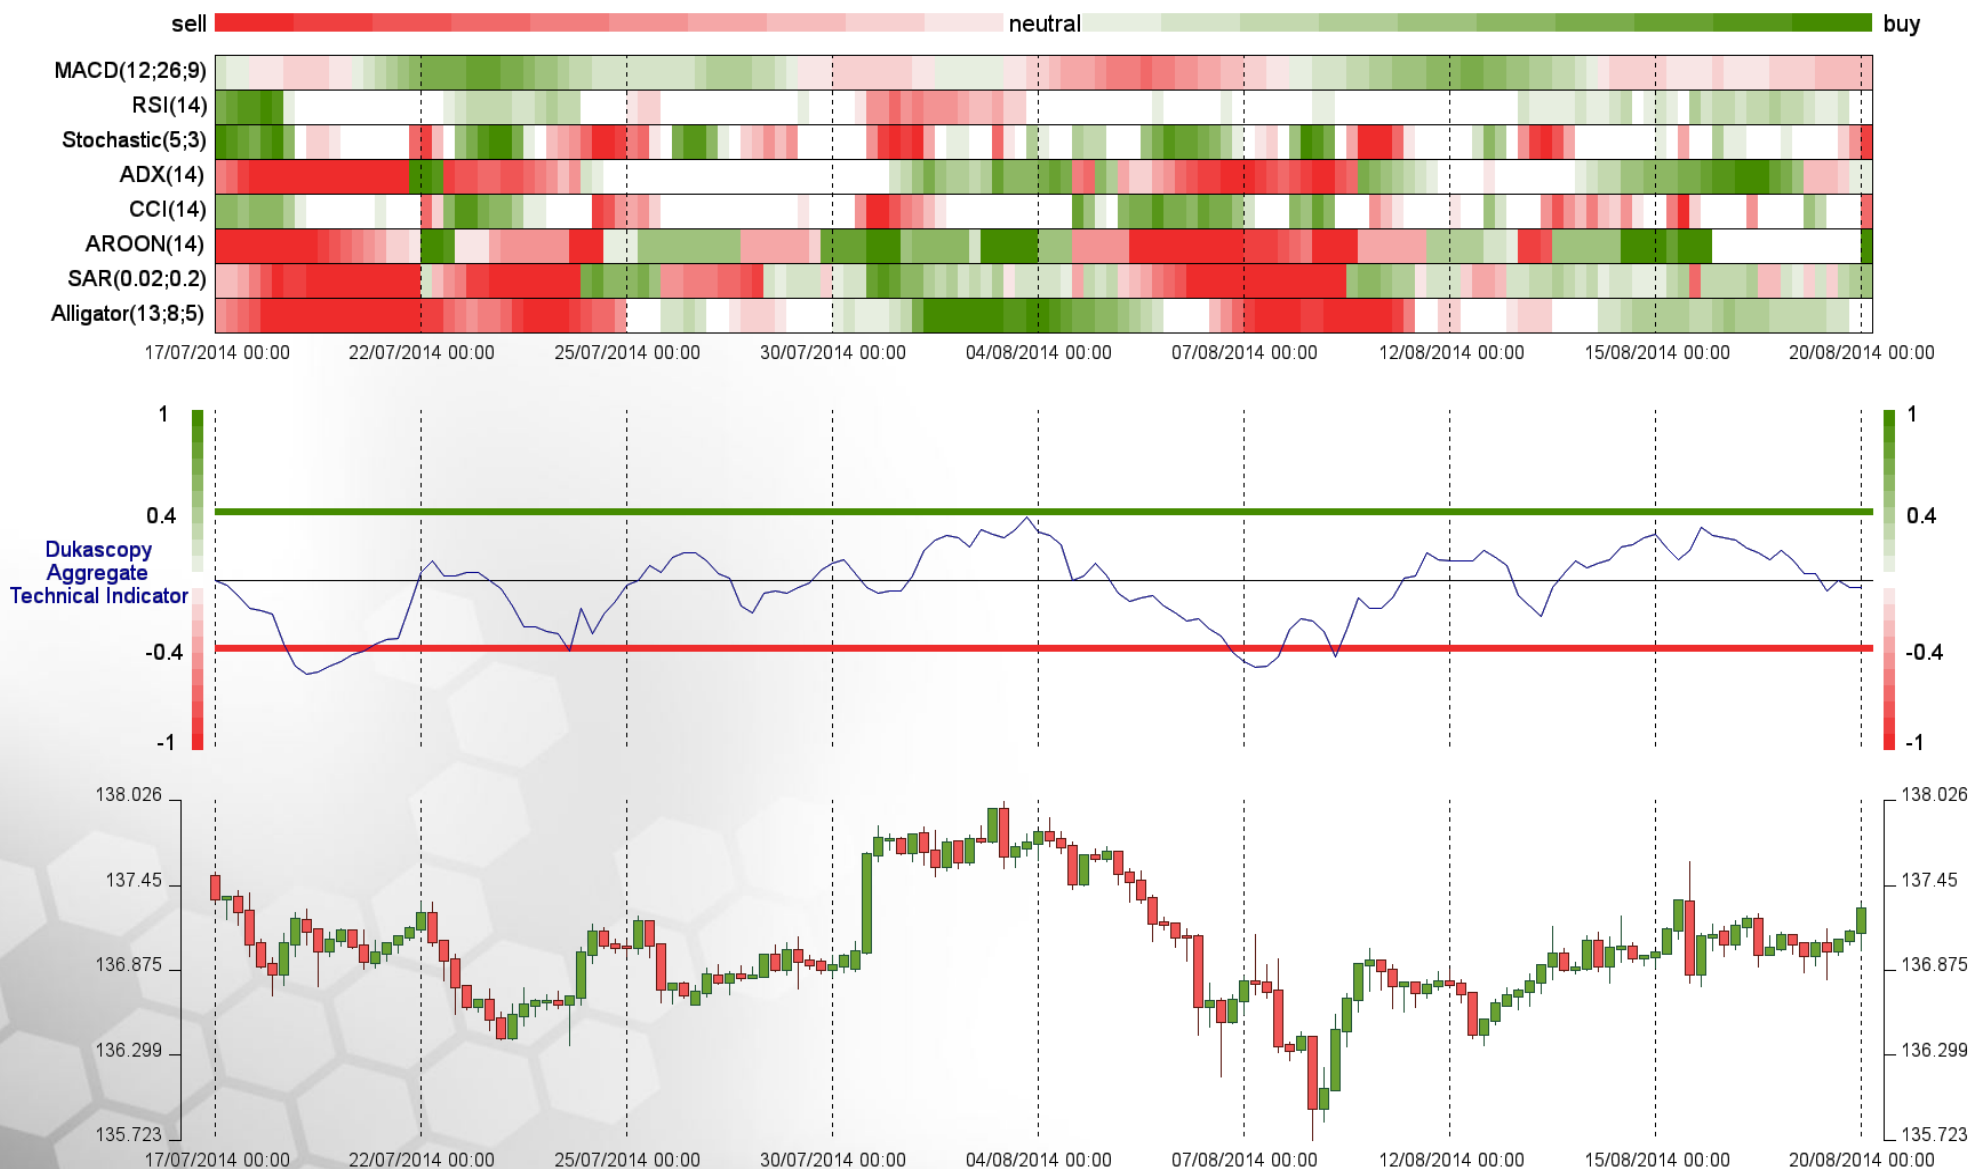 sell neutral buy
MACD(12;26;9)
RSI(14)
Stochastic(5;3)
ADX(14)
CCI(14)
AROON(14)
SAR(0.02;0.2)
Alligator(13;8;5)
17/07/2014 00:00 22/07/2014 00:00 25/07/2014 00:00 30/07/2014 00:00 04/08/2014 00:00 07/08/2014 00:00 12/08/2014 00:00 15/08/2014 00:00 20/08/2014 00:00
1 1
0.4 0.4
Dukascopy
Aggregate
Technical Indicator
-0.4 -0.4
-1 -1
138.026 138.026
137.45 137.45
136.875 136.875
136.299 136.299
135.723 135.723
17/07/2014 00:00 22/07/2014 00:00 25/07/2014 00:00 30/07/2014 00:00 04/08/2014 00:00 07/08/2014 00:00 12/08/2014 00:00 15/08/2014 00:00 20/08/2014 00:00